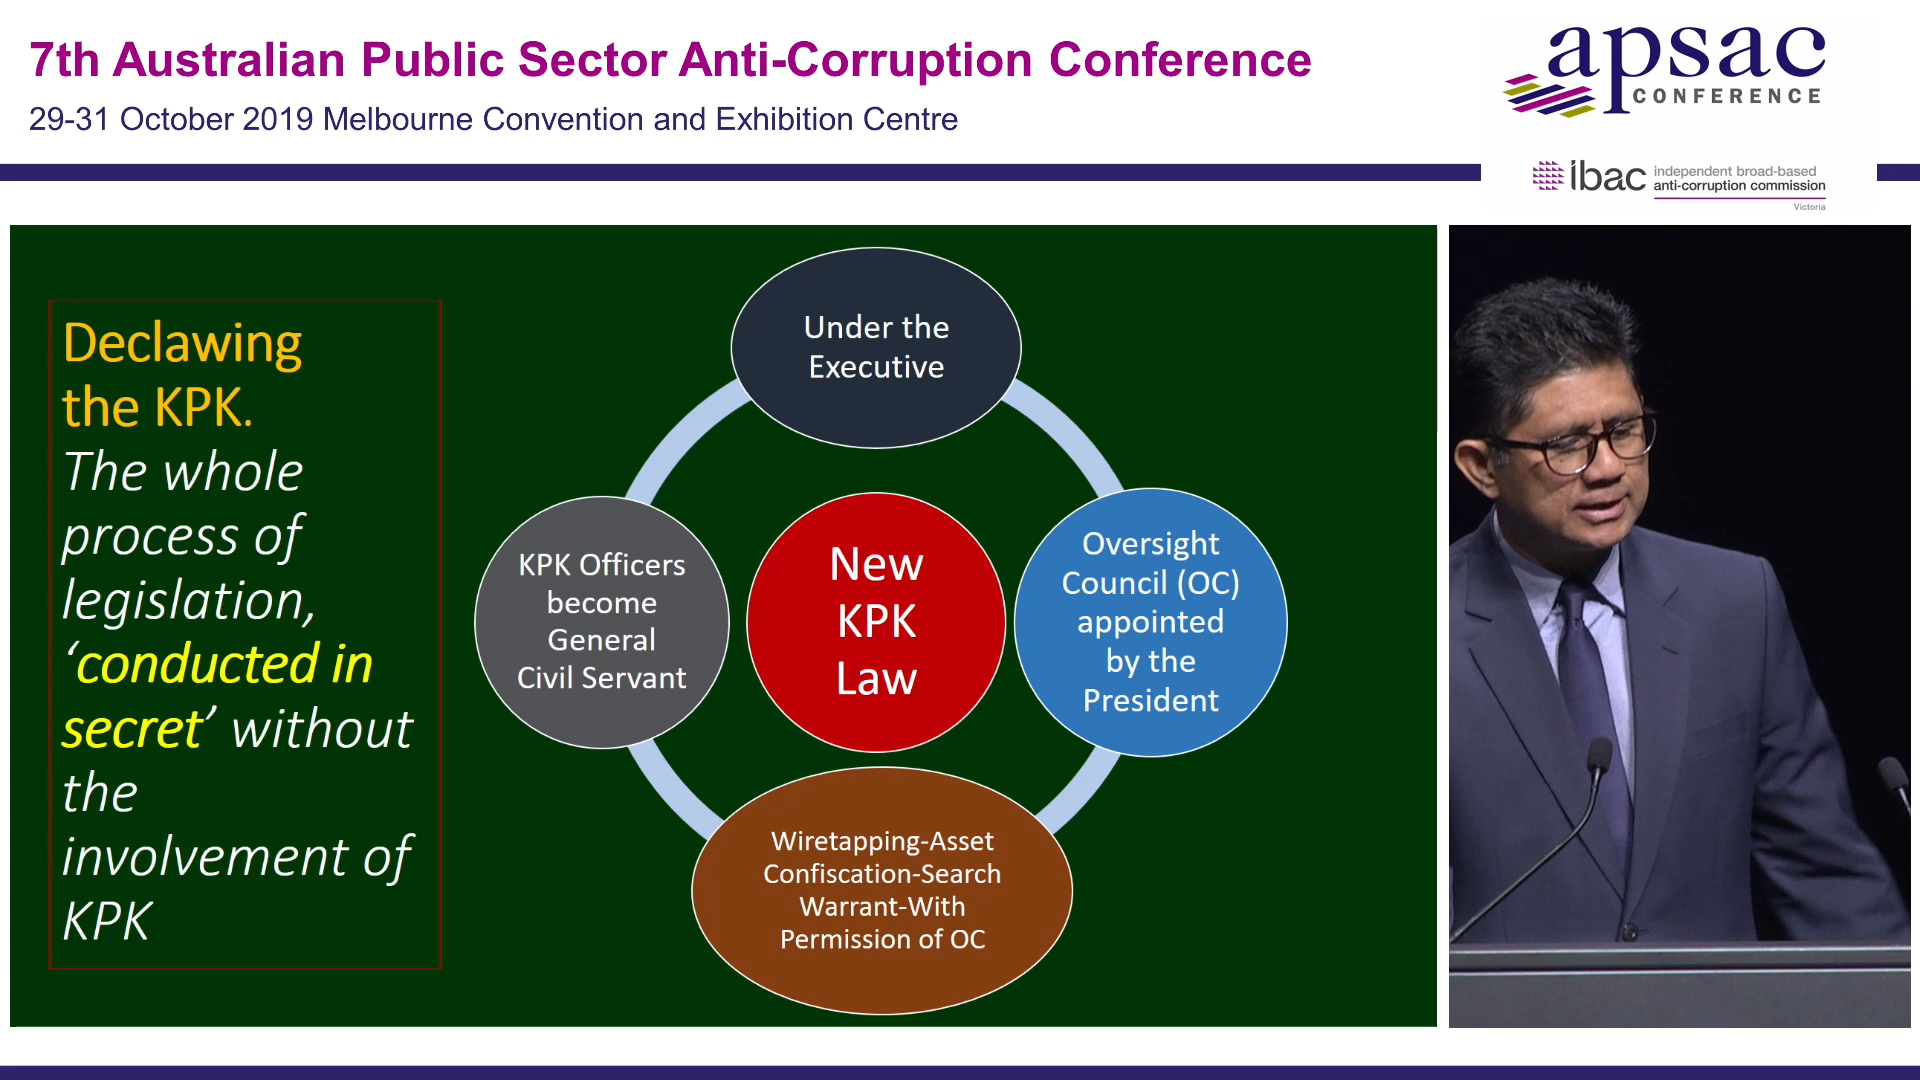 7th Australian Public Sector Anti-Corruption Conference
29-31 October 2019 Melbourne Convention and Exhibition Centre
apsac
CONFERENCE
ibac
independent broad-based
anti-corruption commission
Victoria
Declawing
the KPK.
The whole
process of
legislation,
‘conducted in
secret’ without
the
involvement of
KPK
Under the
Executive
KPK Officers
become
General
Civil Servant
New
KPK
Law
Oversight
Council (OC)
appointed
by the
President
Wiretapping-Asset
Confiscation-Search
Warrant-With
Permission of OC